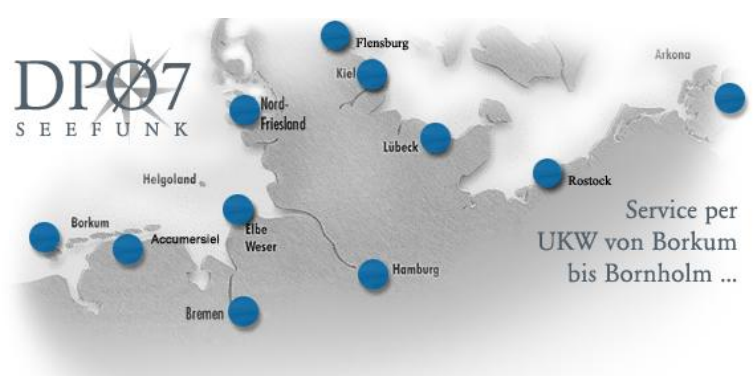 DPØ7
SEEFUNK
Flensburg
Kiel
Arkona
Nord-
Friesland
Lübeck
Helgoland
Rostock
Borkum
Accumersiel
Elbe
Weser
Hamburg
Bremen
Service per
UKW von Borkum
bis Bornholm ...